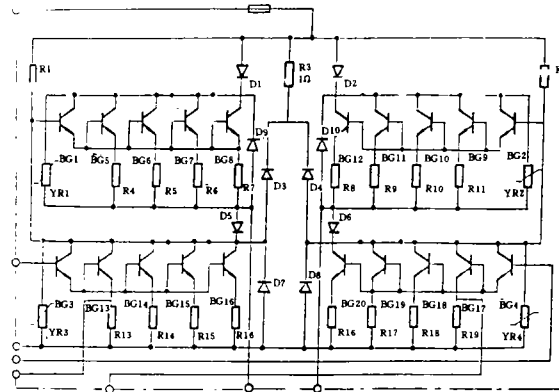 R1 D1 R3 1Ω D2 R
D9 D10
BG1 BG5 BG6 BG7 BG8 BG12 BG11 BG10 BG9 BG2
YR1 R4 R5 R6 R7 D3 D4 R8 R9 R10 R11 YR2
D5 D6
D7 D8
BG3 BG13 BG14 BG15 BG16 BG20 BG19 BG18 BG17 BG4
YR3 R13 R14 R15 R16 R16 R17 R18 R19 YR4